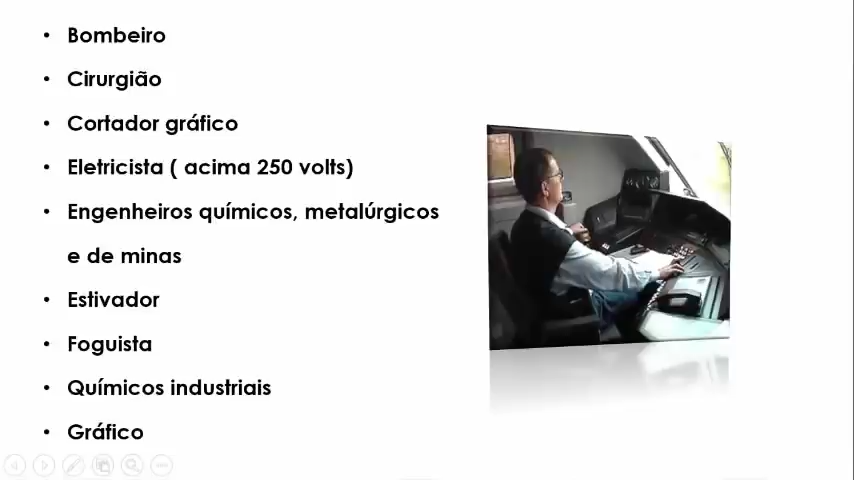 • Bombeiro
• Cirurgião
• Cortador gráfico
• Eletricista ( acima 250 volts)
• Engenheiros químicos, metalúrgicos
e de minas
• Estivador
• Foguista
• Químicos industriais
• Gráfico